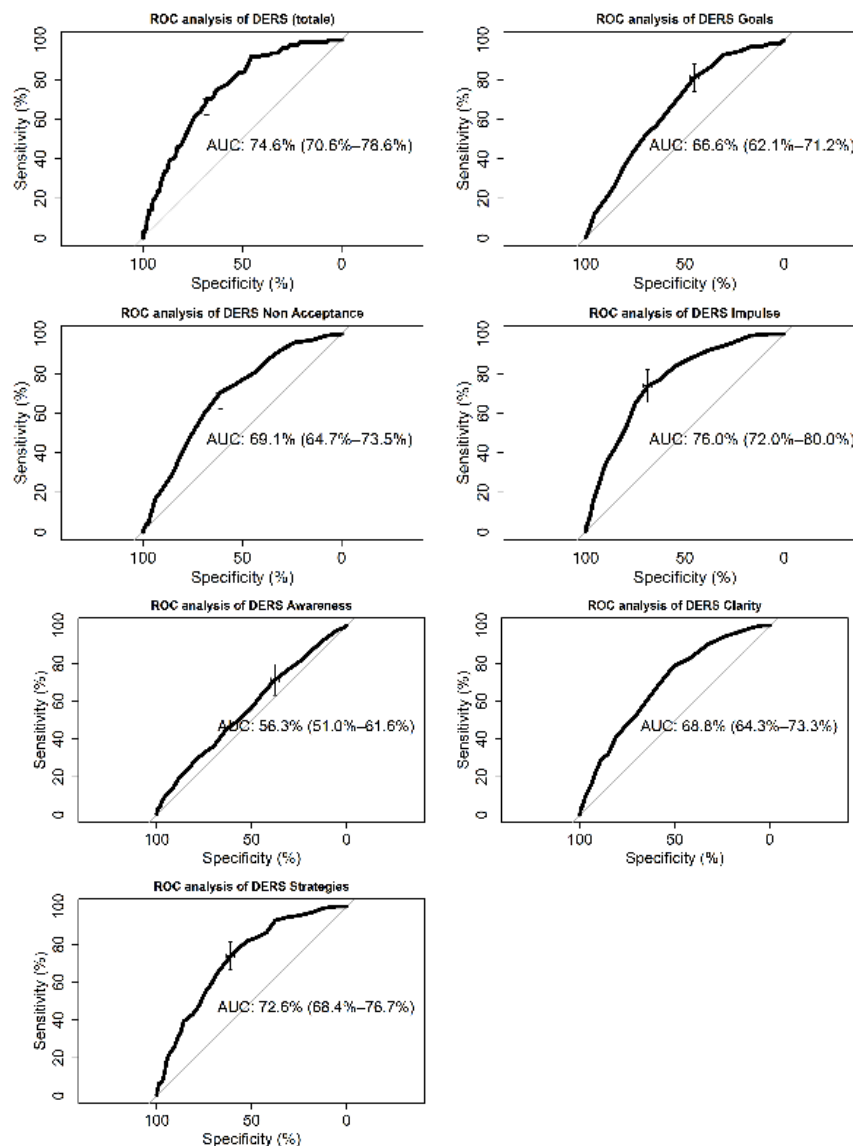 ROC analysis of DERS (totale)
100
80
60
40
20
0
Sensitivity (%)
AUC: 74.6% (70.6%–78.6%)
100 50 0
Specificity (%)
ROC analysis of DERS Goals
100
80
60
40
20
0
Sensitivity (%)
AUC: 66.6% (62.1%–71.2%)
100 50 0
Specificity (%)
ROC analysis of DERS Non Acceptance
100
80
60
40
20
0
Sensitivity (%)
AUC: 69.1% (64.7%–73.5%)
100 50 0
Specificity (%)
ROC analysis of DERS Impulse
100
80
60
40
20
0
Sensitivity (%)
AUC: 76.0% (72.0%–80.0%)
100 50 0
Specificity (%)
ROC analysis of DERS Awareness
100
80
60
40
20
0
Sensitivity (%)
AUC: 56.3% (51.0%–61.6%)
100 50 0
Specificity (%)
ROC analysis of DERS Clarity
100
80
60
40
20
0
Sensitivity (%)
AUC: 68.8% (64.3%–73.3%)
100 50 0
Specificity (%)
ROC analysis of DERS Strategies
100
80
60
40
20
0
Sensitivity (%)
AUC: 72.6% (68.4%–76.7%)
100 50 0
Specificity (%)